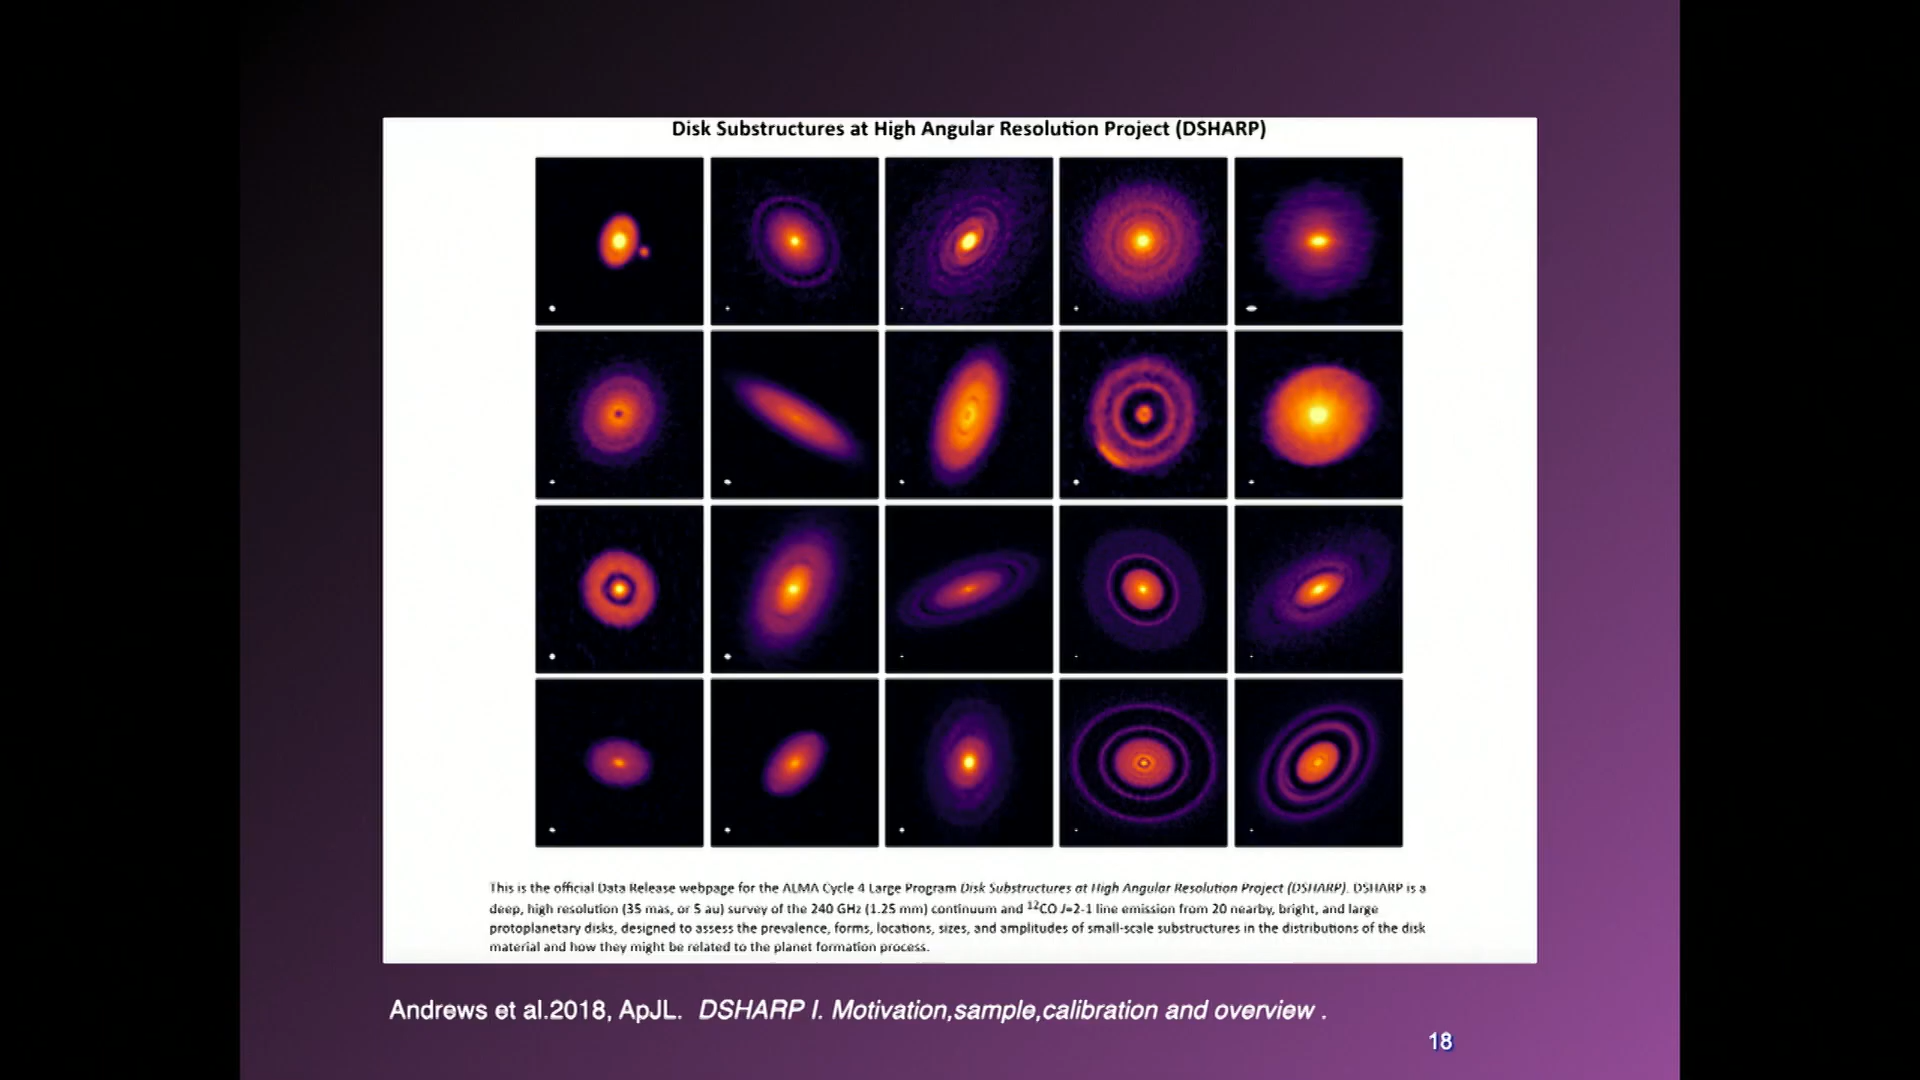 Disk Substructures at High Angular Resolution Project (DSHARP)
This is the official Data Release webpage for the ALMA Cycle 4 Large Program Disk Substructures at High Angular Resolution Project (DSHARP). DSHARP is a
deep, high resolution (35 mas, or 5 au) survey of the 240 GHz (1.25 mm) continuum and ¹²CO J=2-1 line emission from 20 nearby, bright, and large
protoplanetary disks, designed to assess the prevalence, forms, locations, sizes, and amplitudes of small-scale substructures in the distributions of the disk
material and how they might be related to the planet formation process.
Andrews et al.2018, ApJL. DSHARP I. Motivation,sample,calibration and overview .
18